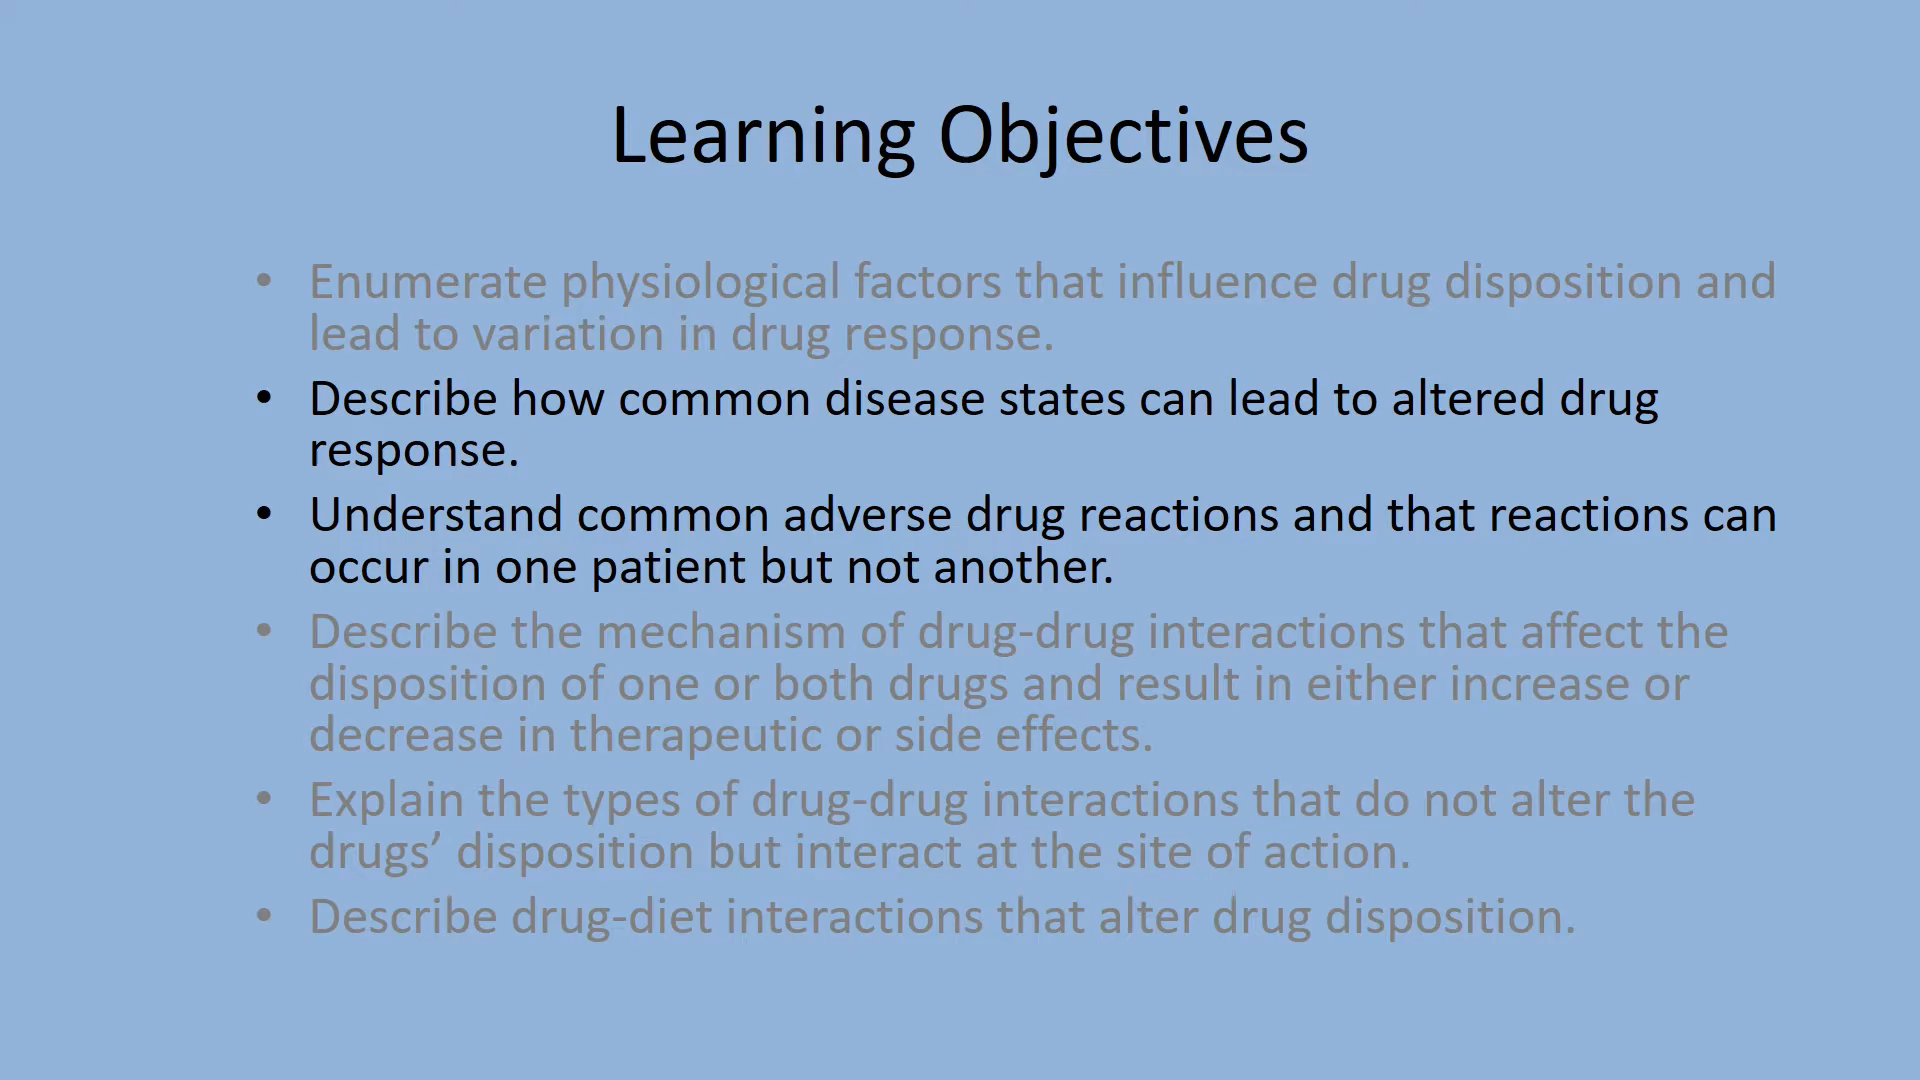 Learning Objectives
• Enumerate physiological factors that influence drug disposition and
lead to variation in drug response.
• Describe how common disease states can lead to altered drug
response.
• Understand common adverse drug reactions and that reactions can
occur in one patient but not another.
• Describe the mechanism of drug-drug interactions that affect the
disposition of one or both drugs and result in either increase or
decrease in therapeutic or side effects.
• Explain the types of drug-drug interactions that do not alter the
drugs’ disposition but interact at the site of action.
• Describe drug-diet interactions that alter drug disposition.